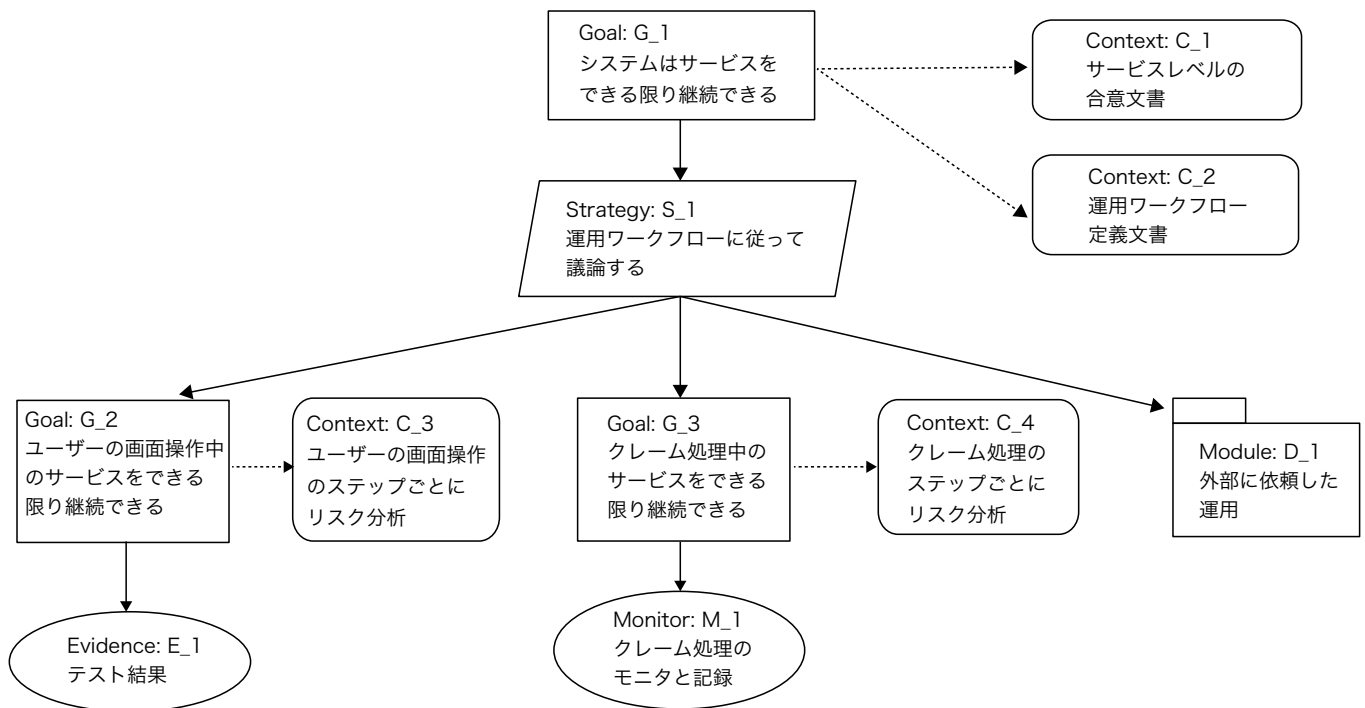 Goal: G_1
システムはサービスを
できる限り継続できる
Context: C_1
サービスレベルの
合意文書
Context: C_2
運用ワークフロー
定義文書
Strategy: S_1
運用ワークフローに従って
議論する
Goal: G_2
ユーザーの画面操作中
のサービスをできる
限り継続できる
Context: C_3
ユーザーの画面操作
のステップごとに
リスク分析
Goal: G_3
クレーム処理中の
サービスをできる
限り継続できる
Context: C_4
クレーム処理の
ステップごとに
リスク分析
Module: D_1
外部に依頼した
運用
Evidence: E_1
テスト結果
Monitor: M_1
クレーム処理の
モニタと記録